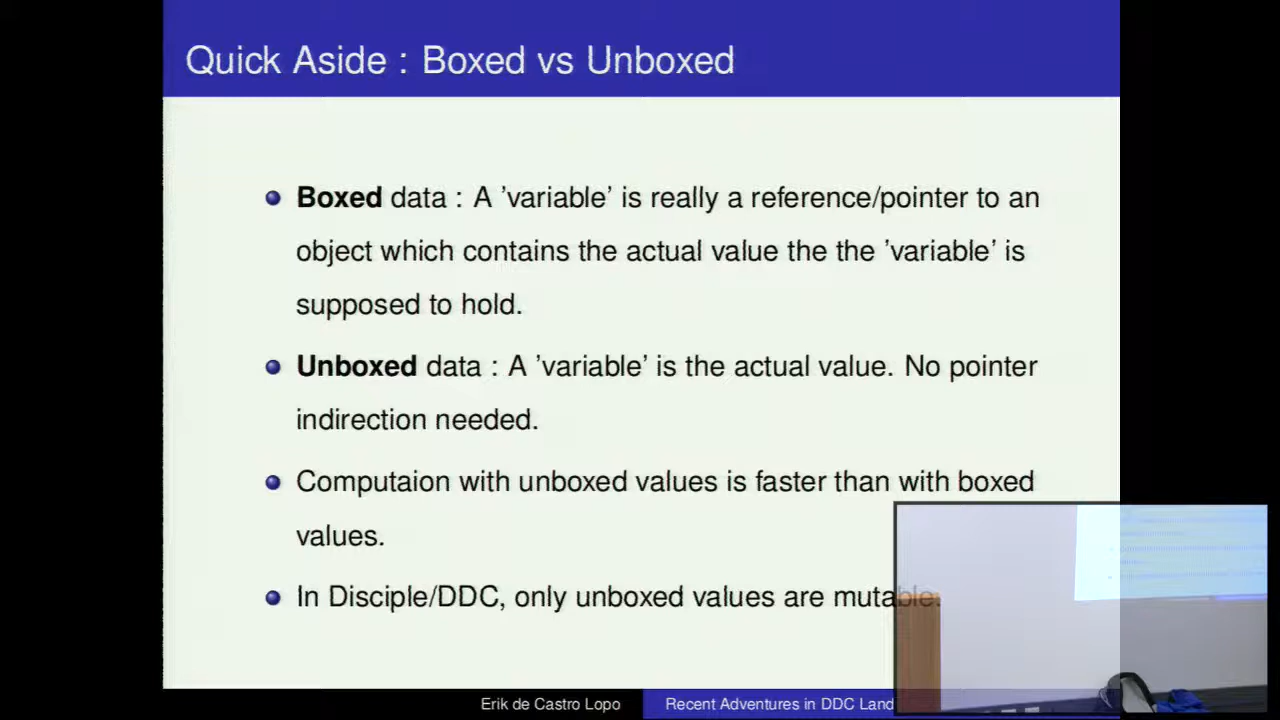 Quick Aside : Boxed vs Unboxed
Boxed data : A 'variable' is really a reference/pointer to an
object which contains the actual value the the 'variable' is
supposed to hold.
Unboxed data : A 'variable' is the actual value. No pointer
indirection needed.
Computaion with unboxed values is faster than with boxed
values.
In Disciple/DDC, only unboxed values are mutable.
Erik de Castro Lopo
Recent Adventures in DDC Land